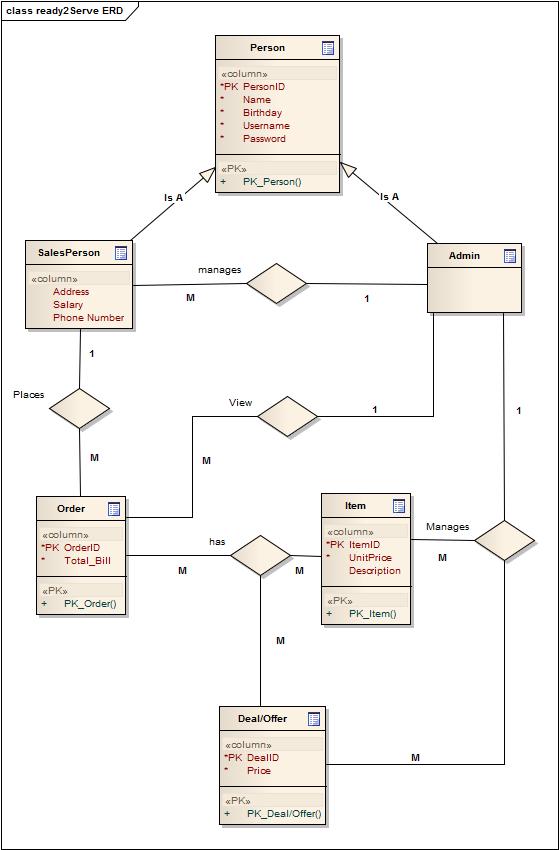 class ready2Serve ERD
Person
«column»
*PK PersonID
* Name
* Birthday
* Username
* Password
«PK»
+ PK_Person()
Is A
Is A
SalesPerson
«column»
Address
Salary
Phone Number
manages
M
1
Admin
1
Places
M
View
1
M
1
Order
«column»
*PK OrderID
* Total_Bill
«PK»
+ PK_Order()
has
M
M
M
Item
«column»
*PK ItemID
* UnitPrice
Description
«PK»
+ PK_Item()
Manages
M
M
Deal/Offer
«column»
*PK DealID
* Price
«PK»
+ PK_Deal/Offer()